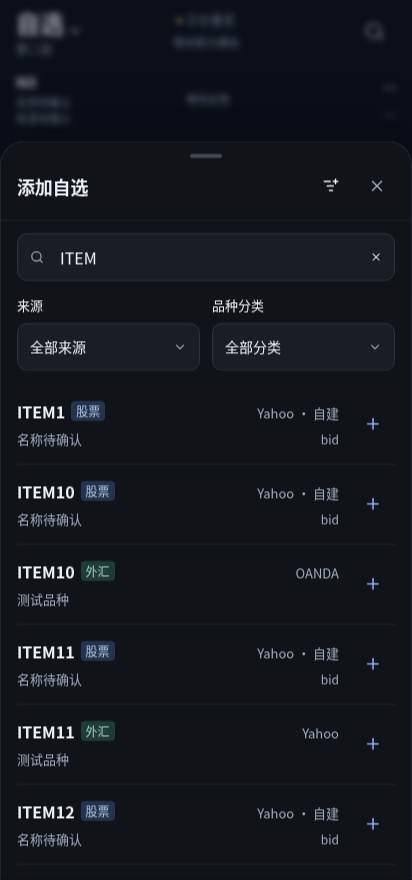 自选
添加自选
ITEM
来源
品种分类
全部来源
全部分类
ITEM1 股票
Yahoo · 自建
名称待确认
bid
ITEM10 股票
Yahoo · 自建
名称待确认
bid
ITEM10 外汇
OANDA
测试品种
ITEM11 股票
Yahoo · 自建
名称待确认
bid
ITEM11 外汇
Yahoo
测试品种
ITEM12 股票
Yahoo · 自建
名称待确认
bid